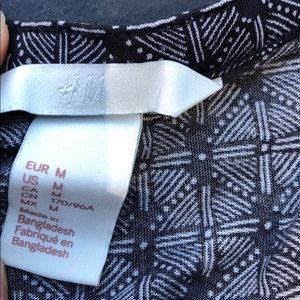 H&M
EUR M
US M
CA M
CN 170/96A
MX M
Made in
Bangladesh
Fabriqué en
Bangladesh